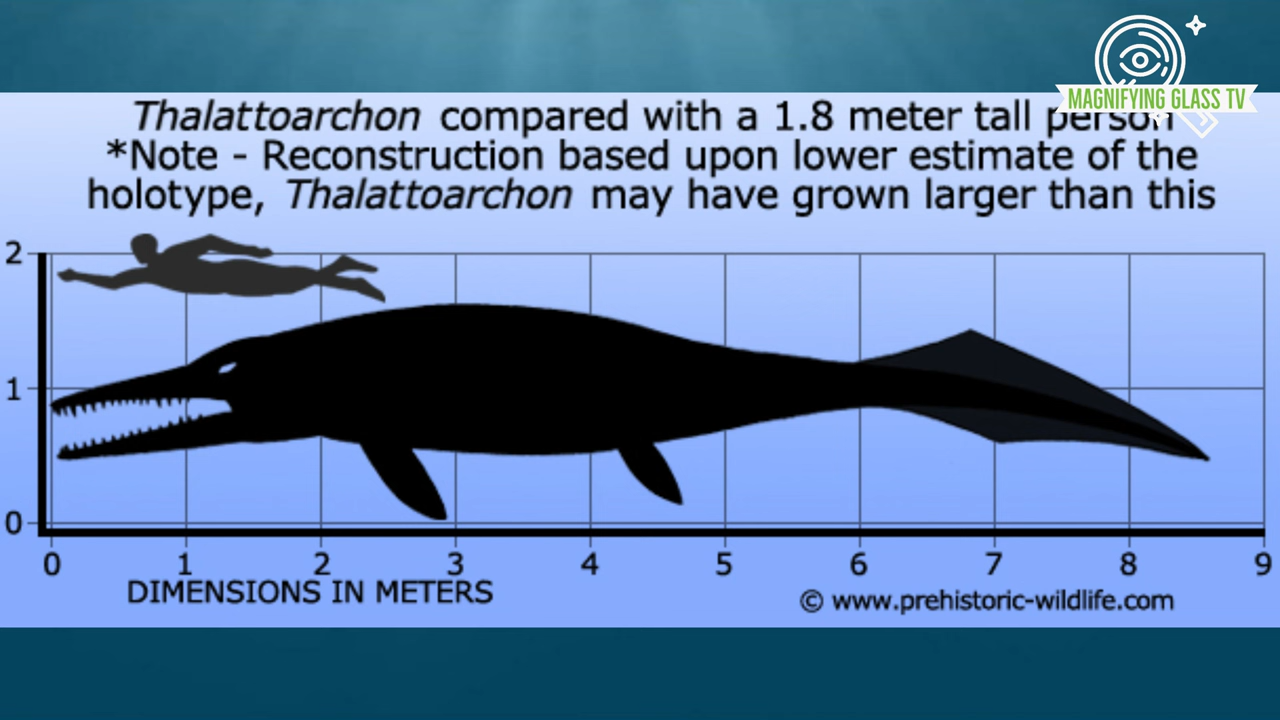 MAGNIFYING GLASS TV
Thalattoarchon compared with a 1.8 meter tall person
*Note - Reconstruction based upon lower estimate of the
holotype, Thalattoarchon may have grown larger than this
2
1
0
0 1 2 3 4 5 6 7 8 9
DIMENSIONS IN METERS
© www.prehistoric-wildlife.com